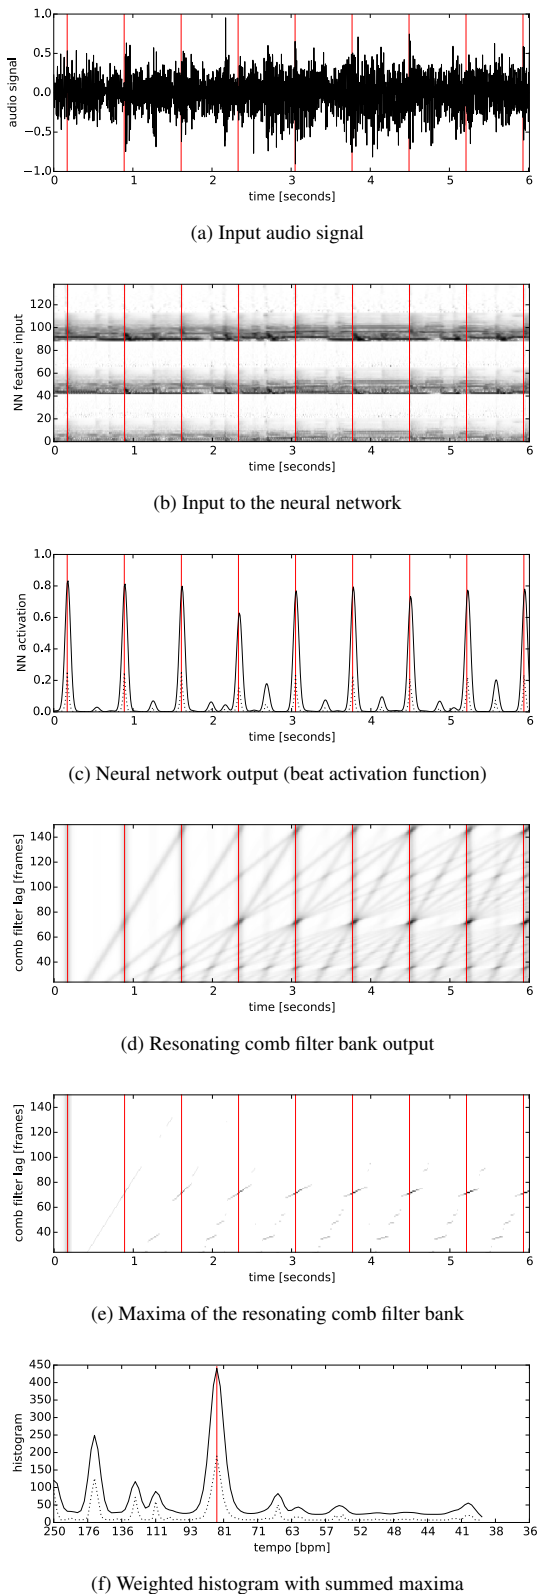 1.0
0.5
0.0
−0.5
−1.0
audio signal
0 1 2 3 4 5 6
time [seconds]
(a) Input audio signal
120
100
80
60
40
20
0
NN feature input
0 1 2 3 4 5 6
time [seconds]
(b) Input to the neural network
1.0
0.8
0.6
0.4
0.2
0.0
NN activation
0 1 2 3 4 5 6
time [seconds]
(c) Neural network output (beat activation function)
140
120
100
80
60
40
comb filter lag [frames]
0 1 2 3 4 5 6
time [seconds]
(d) Resonating comb filter bank output
140
120
100
80
60
40
comb filter lag [frames]
0 1 2 3 4 5 6
time [seconds]
(e) Maxima of the resonating comb filter bank
450
400
350
300
250
200
150
100
50
0
histogram
250 176 136 111 93 81 71 63 57 52 48 44 41 38 36
tempo [bpm]
(f) Weighted histogram with summed maxima